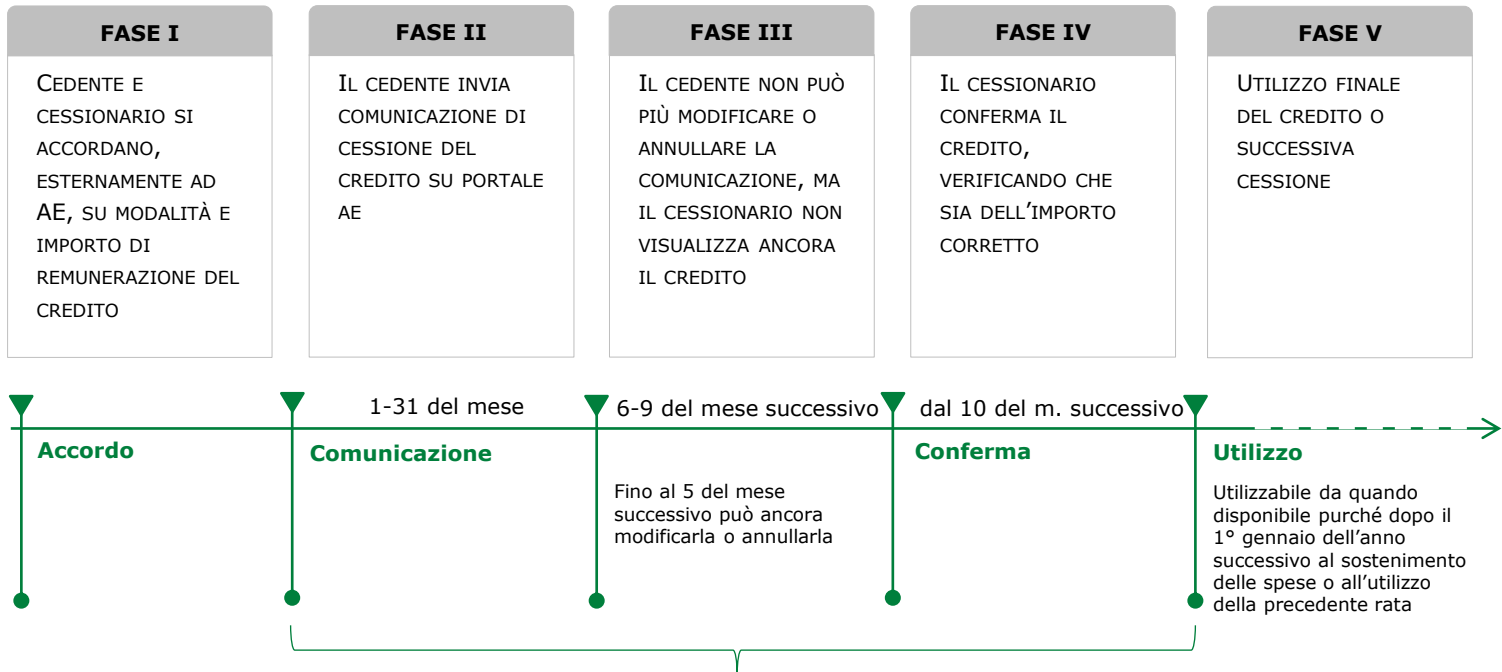 FASE I
CEDENTE E
CESSIONARIO SI
ACCORDANO,
ESTERNAMENTE AD
AE, SU MODALITÀ E
IMPORTO DI
REMUNERAZIONE DEL
CREDITO
FASE II
IL CEDENTE INVIA
COMUNICAZIONE DI
CESSIONE DEL
CREDITO SU PORTALE
AE
FASE III
IL CEDENTE NON PUÒ
PIÙ MODIFICARE O
ANNULLARE LA
COMUNICAZIONE, MA
IL CESSIONARIO NON
VISUALIZZA ANCORA
IL CREDITO
FASE IV
IL CESSIONARIO
CONFERMA IL
CREDITO,
VERIFICANDO CHE
SIA DELL'IMPORTO
CORRETTO
FASE V
UTILIZZO FINALE
DEL CREDITO O
SUCCESSIVA
CESSIONE
1-31 del mese
6-9 del mese successivo
dal 10 del m. successivo
Accordo
Comunicazione
Conferma
Utilizzo
Fino al 5 del mese
successivo può ancora
modificarla o annullarla
Utilizzabile da quando
disponibile purché dopo il
1° gennaio dell'anno
successivo al sostenimento
delle spese o all'utilizzo
della precedente rata